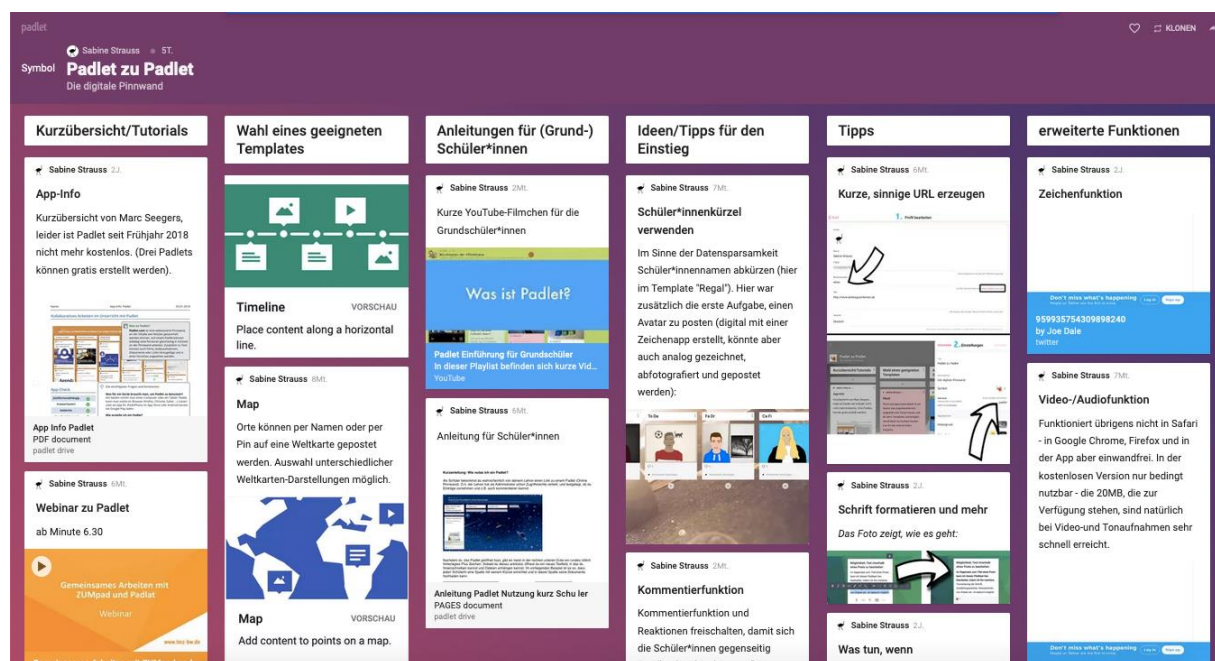 padlet
KLONEN
Sabine Strauss 5T.
Symbol Padlet zu Padlet
Die digitale Pinnwand
Kurzübersicht/Tutorials
Sabine Strauss 2J.
App-Info
Kurzübersicht von Marc Seegers,
leider ist Padlet seit Frühjahr 2018
nicht mehr kostenlos. (Drei Padlets
können gratis erstellt werden).
App Info Padlet
PDF document
padlet drive
Sabine Strauss 6Mt.
Webinar zu Padlet
ab Minute 6.30
Gemeinsames Arbeiten mit
ZUMpad und Padlat
Webinar
Wahl eines geeigneten
Templates
Timeline VORSCHAU
Place content along a horizontal
line.
Sabine Strauss 8Mt.
Map
Orte können per Namen oder per
Pin auf eine Weltkarte gepostet
werden. Auswahl unterschiedlicher
Weltkarten-Darstellungen möglich.
Map VORSCHAU
Add content to points on a map.
Anleitungen für (Grund-)
Schüler*innen
Sabine Strauss 2Mt.
Kurze YouTube-Filmchen für die
Grundschüler*innen
Was ist Padlet?
Padlet Einführung für Grundschüler
In dieser Playlist befinden sich kurze Vid...
YouTube
Sabine Strauss 6Mt.
Anleitung für Schüler*innen
Anleitung Padlet Nutzung kurz Schu ler
PAGES document
padlet drive
Ideen/Tipps für den
Einstieg
Sabine Strauss 7Mt.
Schüler*innenkürzel
verwenden
Im Sinne der Datensparsamkeit
Schüler*innennamen abkürzen (hier
im Template "Regal"). Hier war
zusätzlich die erste Aufgabe, einen
Avatar zu posten (digital mit einer
Zeichenapp erstellt, könnte aber
auch analog gezeichnet,
abfotografiert und gepostet
werden):
Sabine Strauss 2Mt.
Kommentierfunktion
Kommentierfunktion und
Reaktionen freischalten, damit sich
die Schüler*innen gegenseitig
Tipps
Sabine Strauss 6Mt.
Kurze, sinnige URL erzeugen
Sabine Strauss 2J.
Schrift formatieren und mehr
Das Foto zeigt, wie es geht:
Sabine Strauss 2J.
Was tun, wenn
erweiterte Funktionen
Sabine Strauss 2J.
Zeichenfunktion
Don't miss what's happening
Log in Sign up
959935754309898240
by Joe Dale
twitter
Sabine Strauss 7Mt.
Video-/Audiofunktion
Funktioniert übrigens nicht in Safari
- in Google Chrome, Firefox und in
der App aber einwandfrei. In der
kostenlosen Version nur bedingt
nutzbar - die 20MB, die zur
Verfügung stehen, sind natürlich
bei Video-und Tonaufnahmen sehr
schnell erreicht.
Don't miss what's happening
Log in Sign up